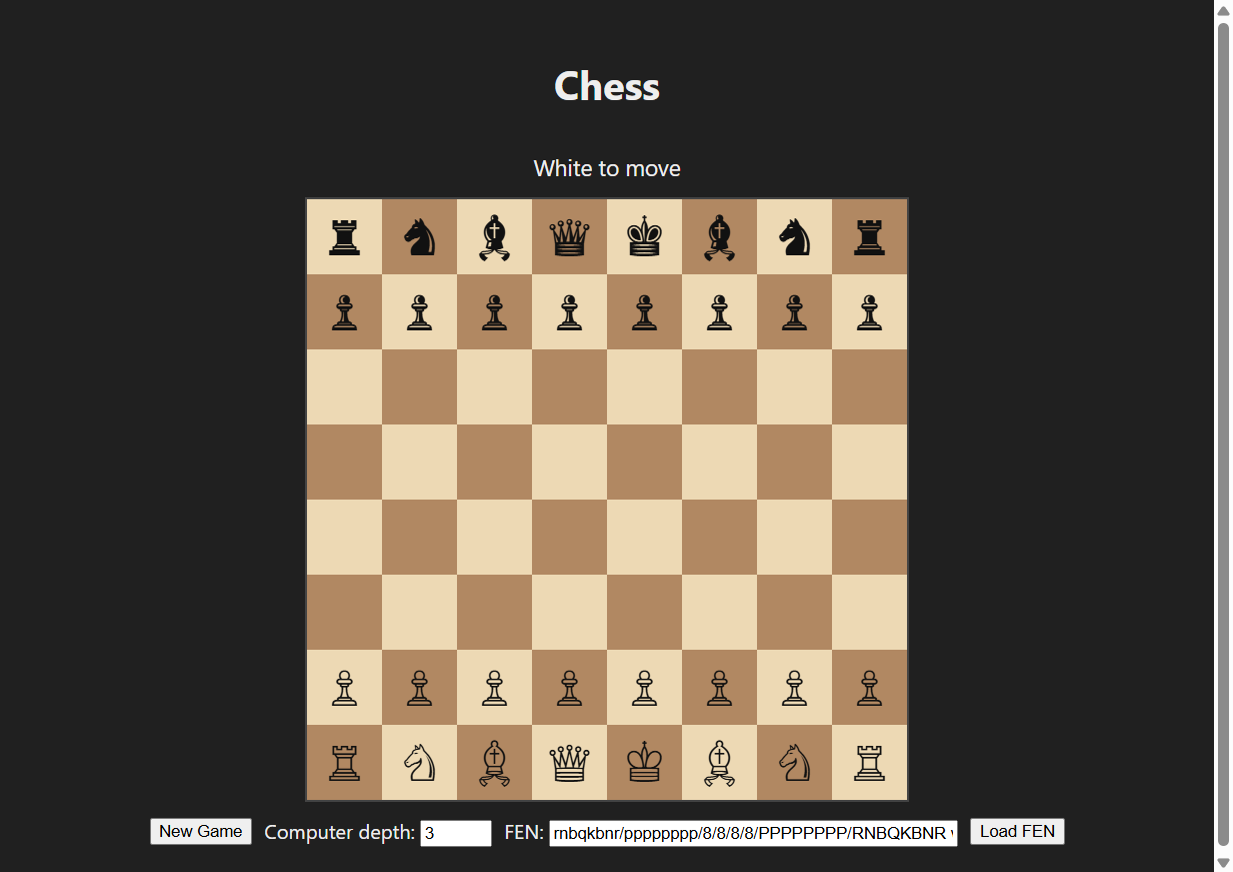 Chess
White to move
New Game Computer depth: 3 FEN: rnbqkbnr/pppppppp/8/8/8/8/PPPPPPPP/RNBQKBNR Load FEN